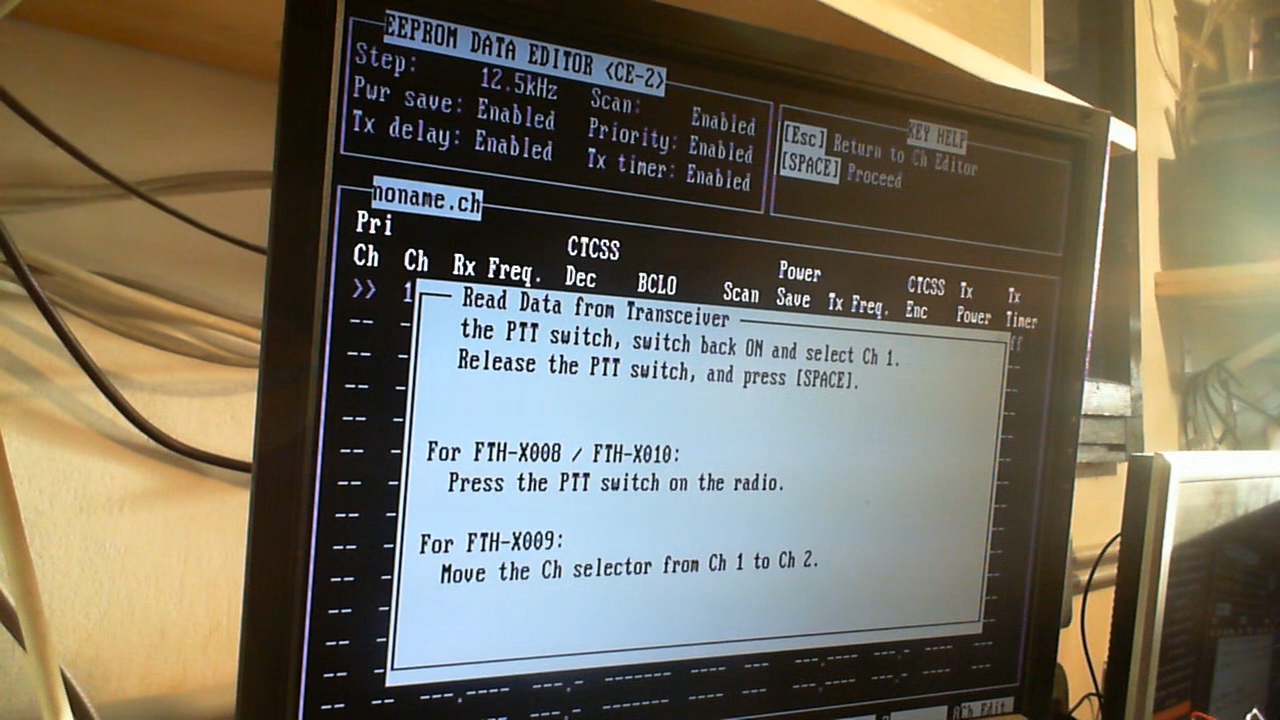 EEPROM DATA EDITOR <CE-2>
Step: 12.5kHz Scan: Enabled
Pwr save: Enabled Priority: Enabled
Tx delay: Enabled Tx timer: Enabled
KEY HELP
[Esc] Return to Ch Editor
[SPACE] Proceed
noname.ch
Pri CTCSS Power CTCSS Tx Tx
Ch Ch Rx Freq. Dec BCLO Scan Save Tx Freq. Enc Power Timer
>> 1
Read Data from Transceiver
the PTT switch, switch back ON and select Ch 1.
Release the PTT switch, and press [SPACE].
For FTH-X008 / FTH-X010:
Press the PTT switch on the radio.
For FTH-X009:
Move the Ch selector from Ch 1 to Ch 2.
Ch Edit